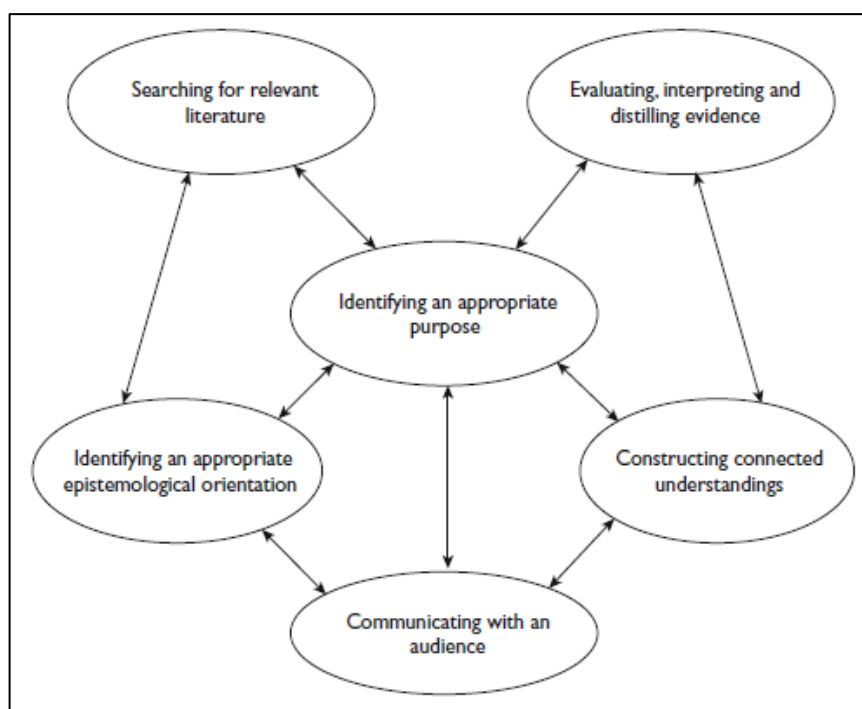 Searching for relevant
literature
Evaluating, interpreting and
distilling evidence
Identifying an appropriate
purpose
Identifying an appropriate
epistemological orientation
Constructing connected
understandings
Communicating with an
audience